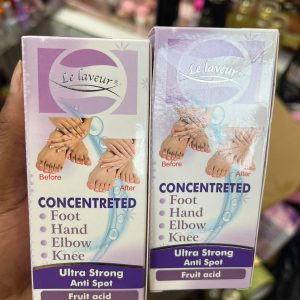 Le laveur®
Before
After
CONCENTRETED
• Foot
• Hand
• Elbow
• Knee
Ultra Strong
Anti Spot
Fruit acid
Le laveur®
Before
After
CONCENTRETED
• Foot
• Hand
• Elbow
• Knee
Ultra Strong
Anti Spot
Fruit acid